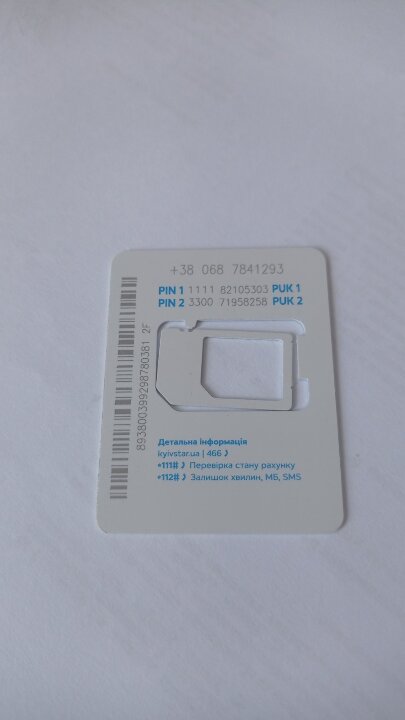 +38 068 7841293
PIN 1 1111 82105303 PUK 1
PIN 2 3300 71958258 PUK 2
893800399298780381 2F
Детальна інформація
kyivstar.ua | 466
*111# Перевірка стану рахунку
*112# Залишок хвилин, МБ, SMS